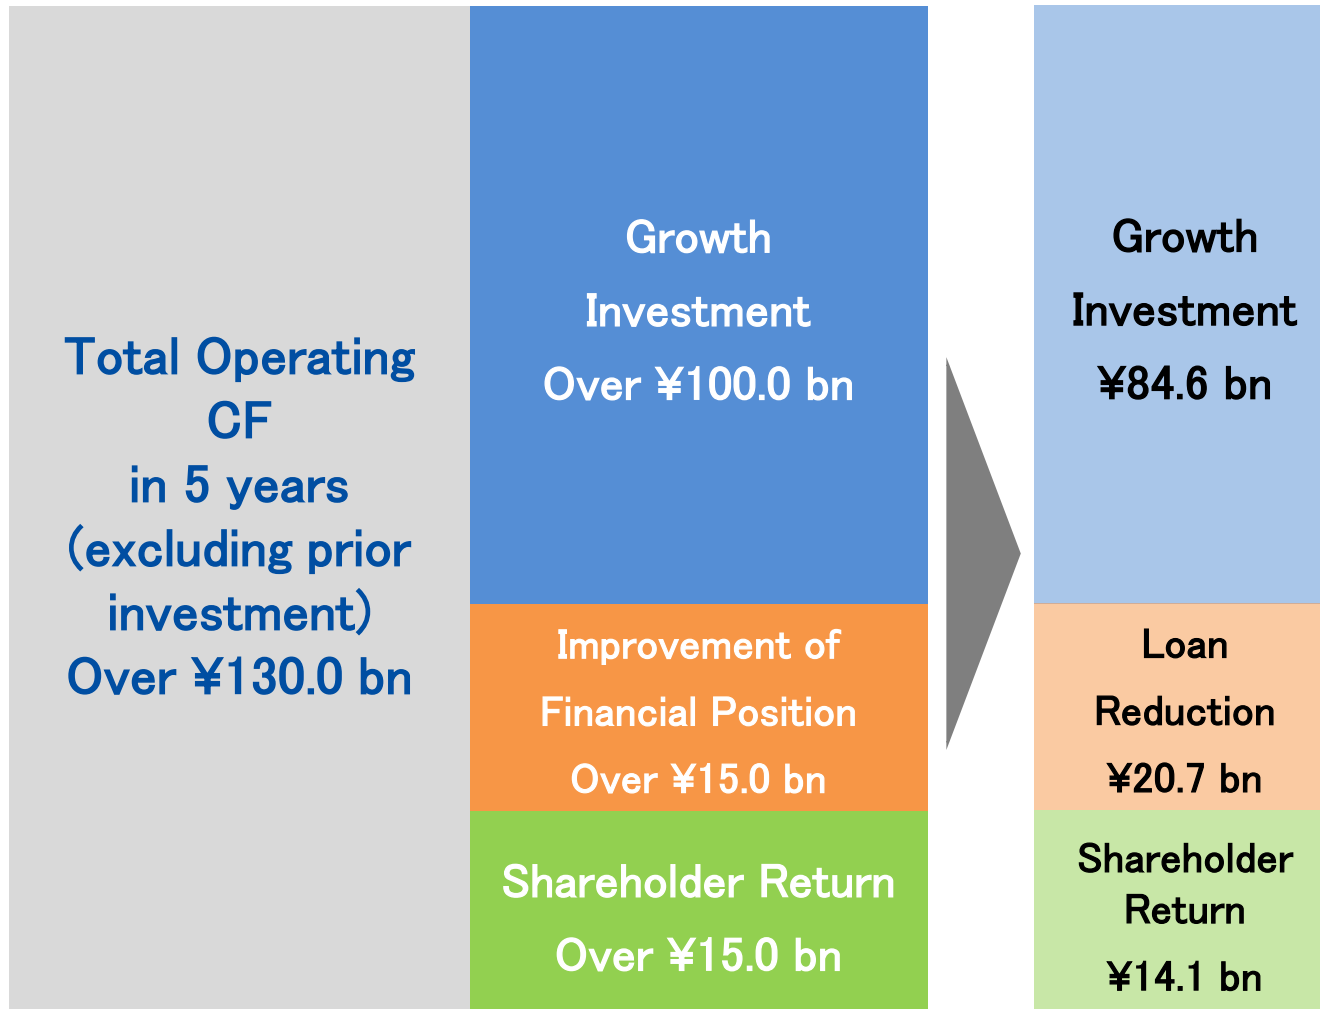 Total Operating
CF
in 5 years
(excluding prior
investment)
Over ¥130.0 bn
Growth
Investment
Over ¥100.0 bn
Improvement of
Financial Position
Over ¥15.0 bn
Shareholder Return
Over ¥15.0 bn
Growth
Investment
¥84.6 bn
Loan
Reduction
¥20.7 bn
Shareholder
Return
¥14.1 bn